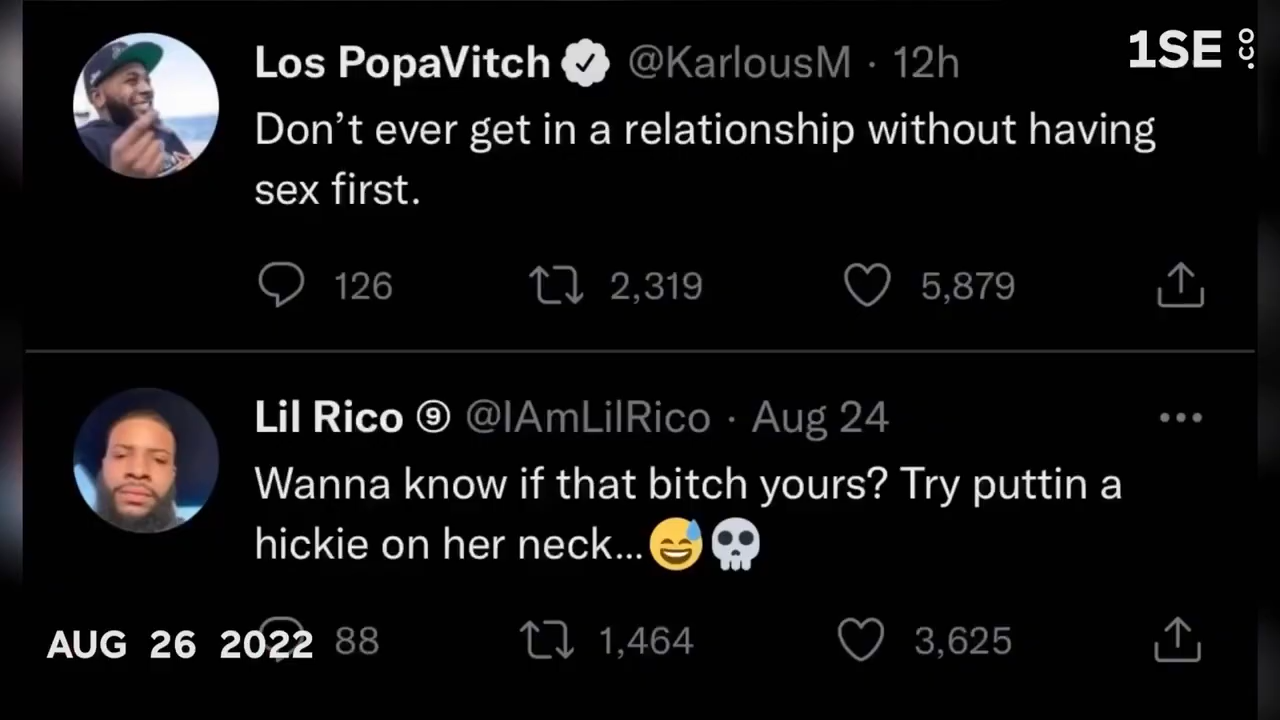 Los PopaVitch @KarlousM · 12h
1SE.co
Don't ever get in a relationship without having
sex first.
126 2,319 5,879
Lil Rico ⑨ @IAmLilRico · Aug 24
Wanna know if that bitch yours? Try puttin a
hickie on her neck...😅💀
88 1,464 3,625
AUG 26 2022